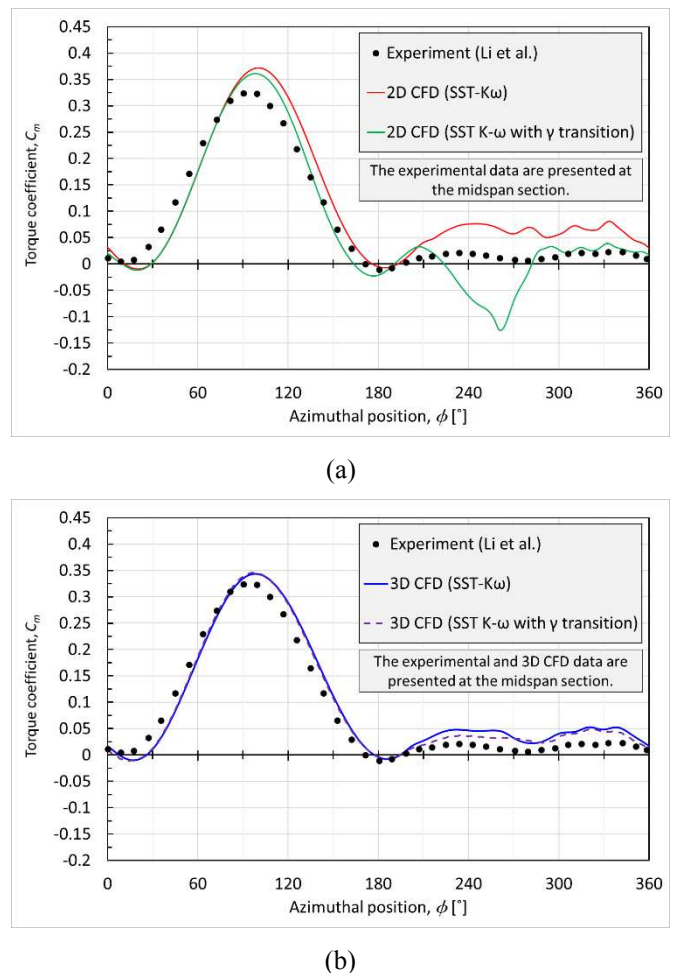 0.45
0.4
0.35
0.3
0.25
0.2
0.15
0.1
0.05
0
-0.05
-0.1
-0.15
-0.2
Torque coefficient, Cm
Experiment (Li et al.)
2D CFD (SST-Kω)
2D CFD (SST K-ω with γ transition)
The experimental data are presented at
the midspan section.
0 60 120 180 240 300 360
Azimuthal position, ϕ [°]
(a)
0.45
0.4
0.35
0.3
0.25
0.2
0.15
0.1
0.05
0
-0.05
-0.1
-0.15
-0.2
Torque coefficient, Cm
Experiment (Li et al.)
3D CFD (SST-Kω)
3D CFD (SST K-ω with γ transition)
The experimental and 3D CFD data are
presented at the midspan section.
0 60 120 180 240 300 360
Azimuthal position, ϕ [°]
(b)